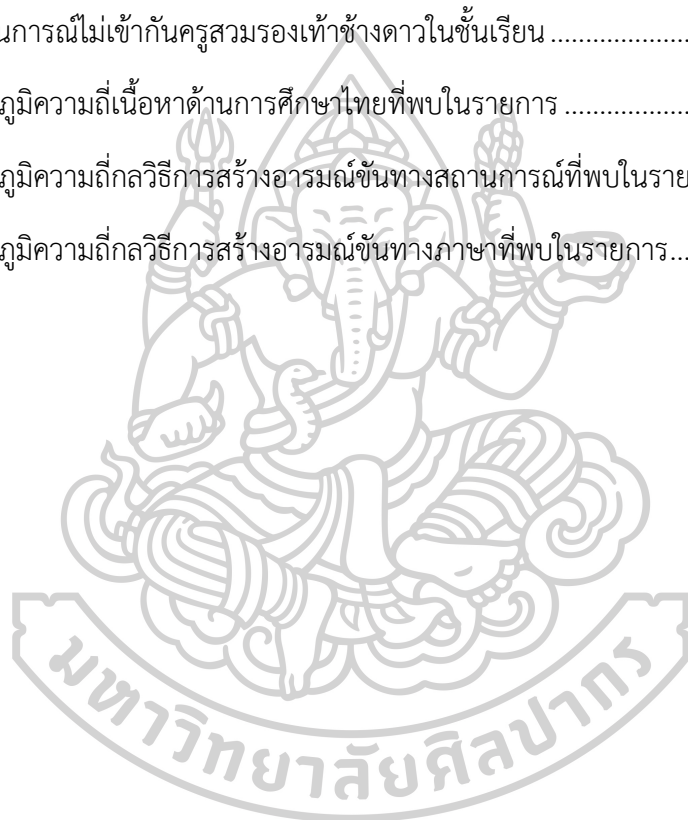 นการณ์ไม่เข้ากันครูสวมรองเท้าช้างดาวในชั้นเรียน ....................
ภูมิความถี่เนื้อหาด้านการศึกษาไทยที่พบในรายการ ....................
ภูมิความถี่กลวิธีการสร้างอารมณ์ขันทางสถานการณ์ที่พบในราย
ภูมิความถี่กลวิธีการสร้างอารมณ์ขันทางภาษาที่พบในรายการ....
มหาวิทยาลัยศิลปากร